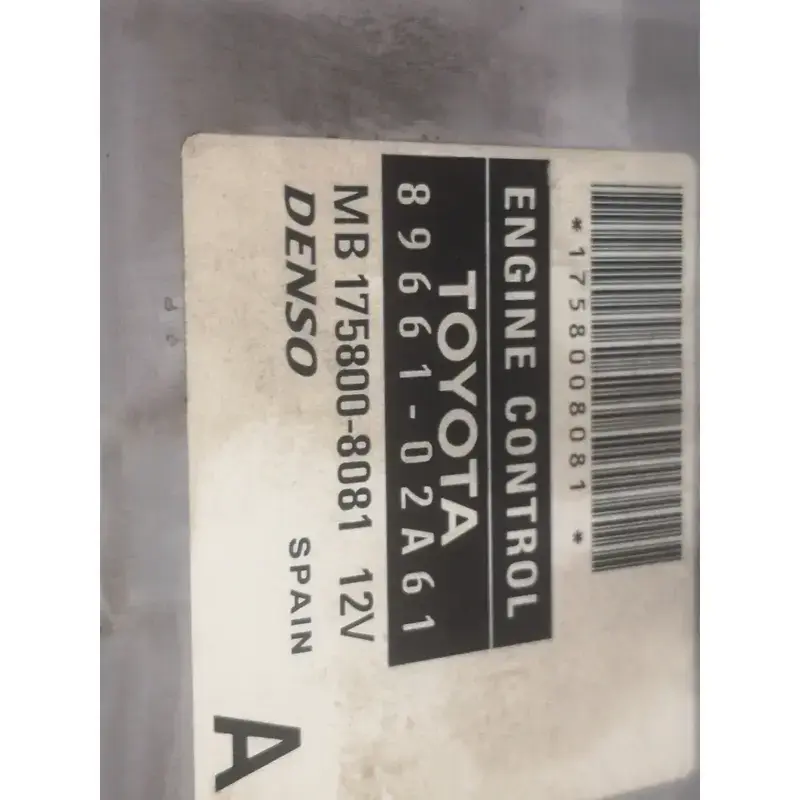 *1758008081*
ENGINE CONTROL
TOYOTA
89661-02A61
MB 175800-8081 12V
DENSO SPAIN
A